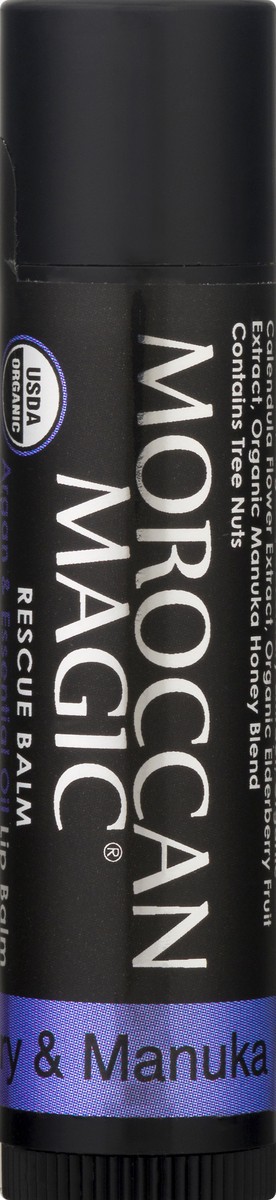 Calendula Flower Extract, Organic Elderberry Fruit
Extract, Organic Manuka Honey Blend
Contains Tree Nuts
MOROCCAN
MAGIC®
USDA
ORGANIC
RESCUE BALM
Argan & Essential Oil Lip Balm
ry & Manuka